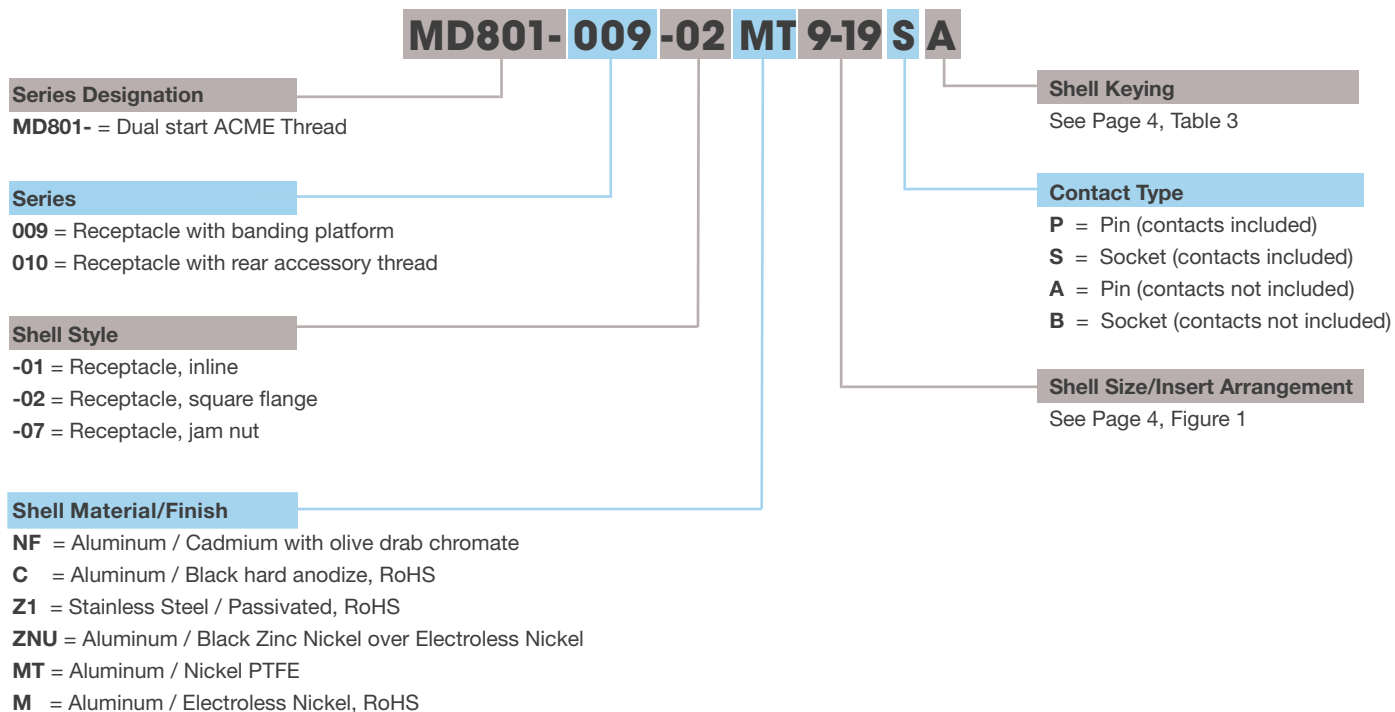 MD801- 009 -02 MT 9-19 S A
Series Designation
MD801- = Dual start ACME Thread
Series
009 = Receptacle with banding platform
010 = Receptacle with rear accessory thread
Shell Style
-01 = Receptacle, inline
-02 = Receptacle, square flange
-07 = Receptacle, jam nut
Shell Material/Finish
NF = Aluminum / Cadmium with olive drab chromate
C = Aluminum / Black hard anodize, RoHS
Z1 = Stainless Steel / Passivated, RoHS
ZNU = Aluminum / Black Zinc Nickel over Electroless Nickel
MT = Aluminum / Nickel PTFE
M = Aluminum / Electroless Nickel, RoHS
Shell Keying
See Page 4, Table 3
Contact Type
P = Pin (contacts included)
S = Socket (contacts included)
A = Pin (contacts not included)
B = Socket (contacts not included)
Shell Size/Insert Arrangement
See Page 4, Figure 1